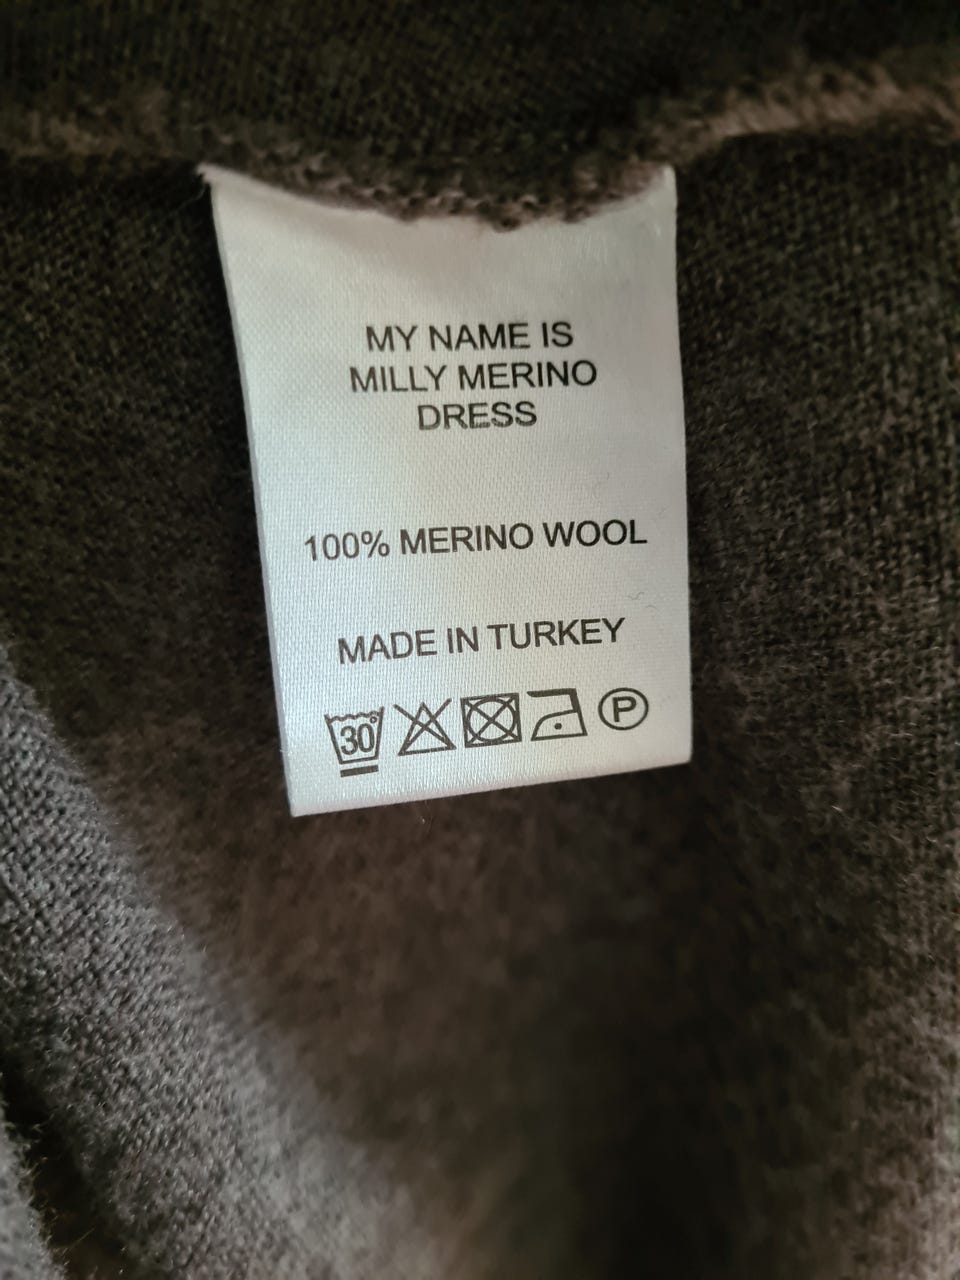 MY NAME IS
MILLY MERINO
DRESS
100% MERINO WOOL
MADE IN TURKEY
30° P